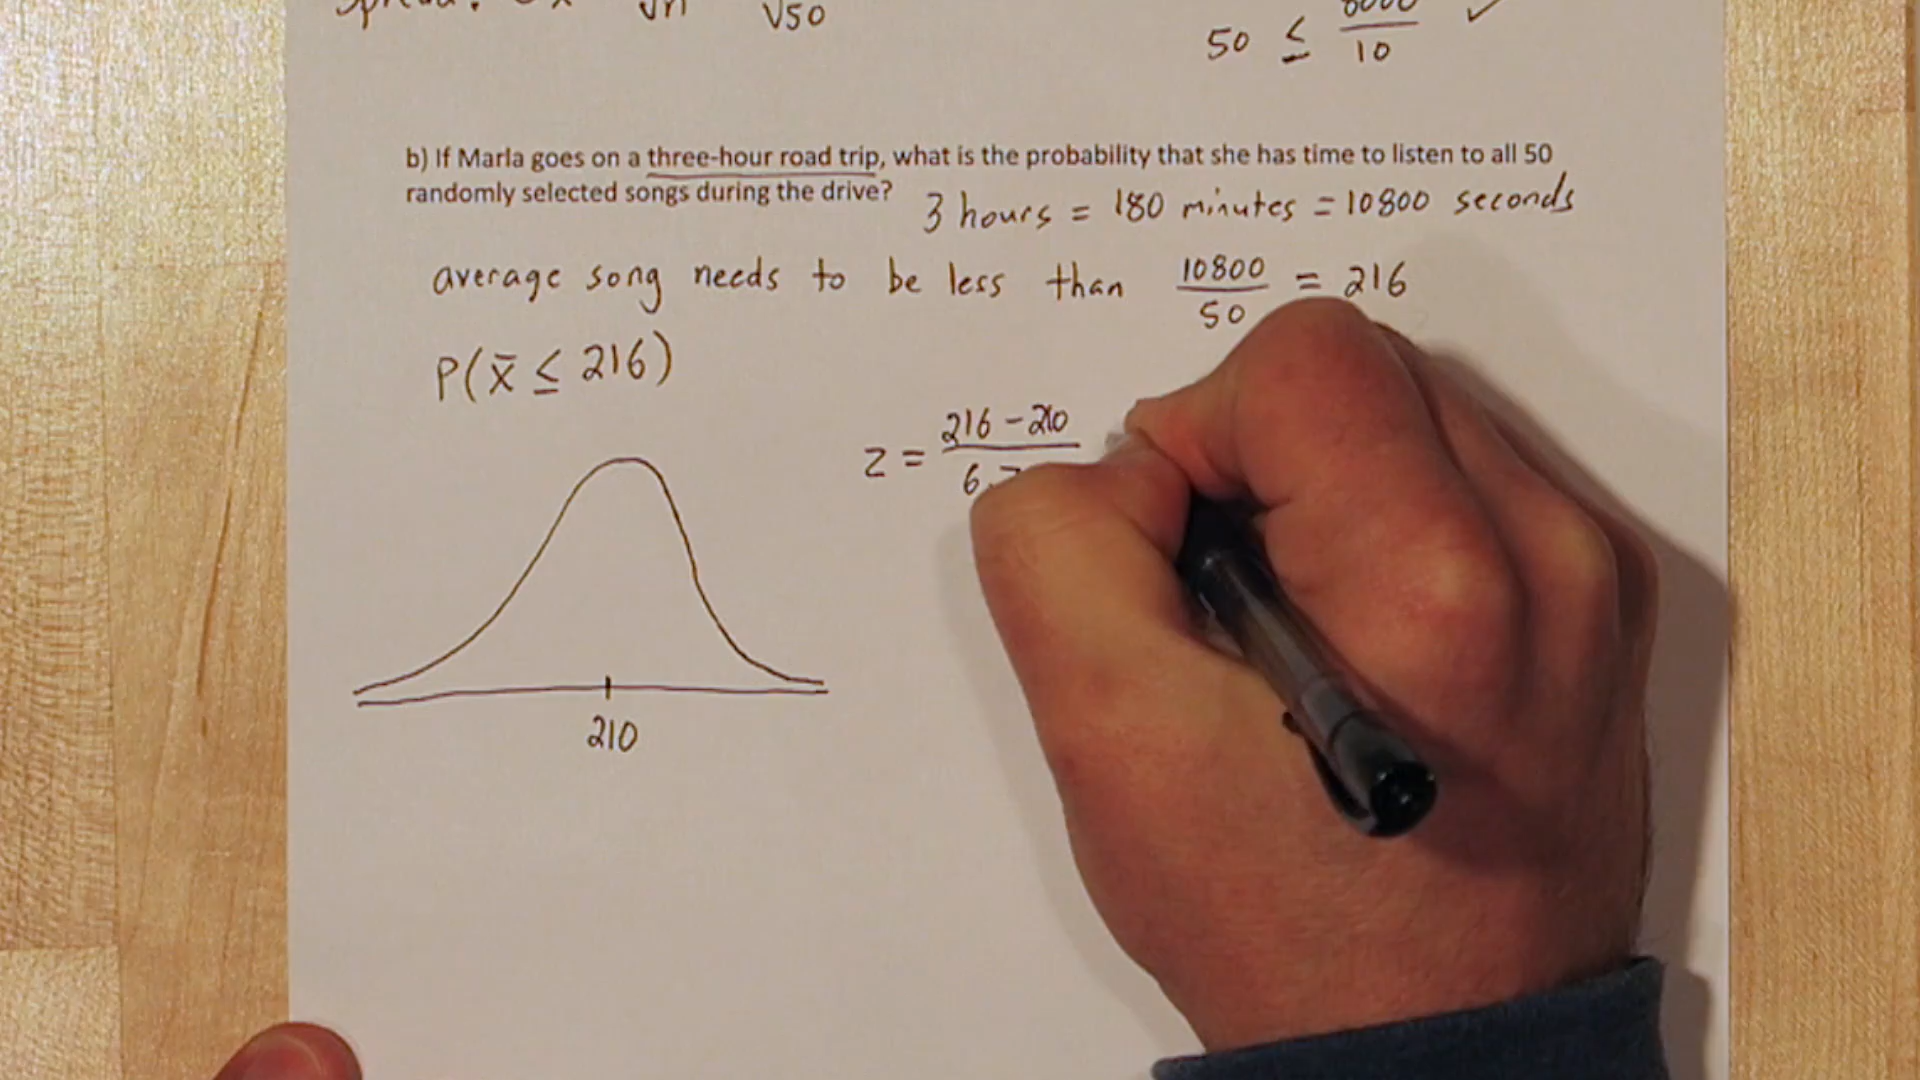 √n √50
50 ≤ /10 ✓
b) If Marla goes on a three-hour road trip, what is the probability that she has time to listen to all 50
randomly selected songs during the drive?
3 hours = 180 minutes = 10800 seconds
average song needs to be less than 10800/50 = 216
P(x̄ ≤ 216)
z = 216 - 210 / 6.7
210